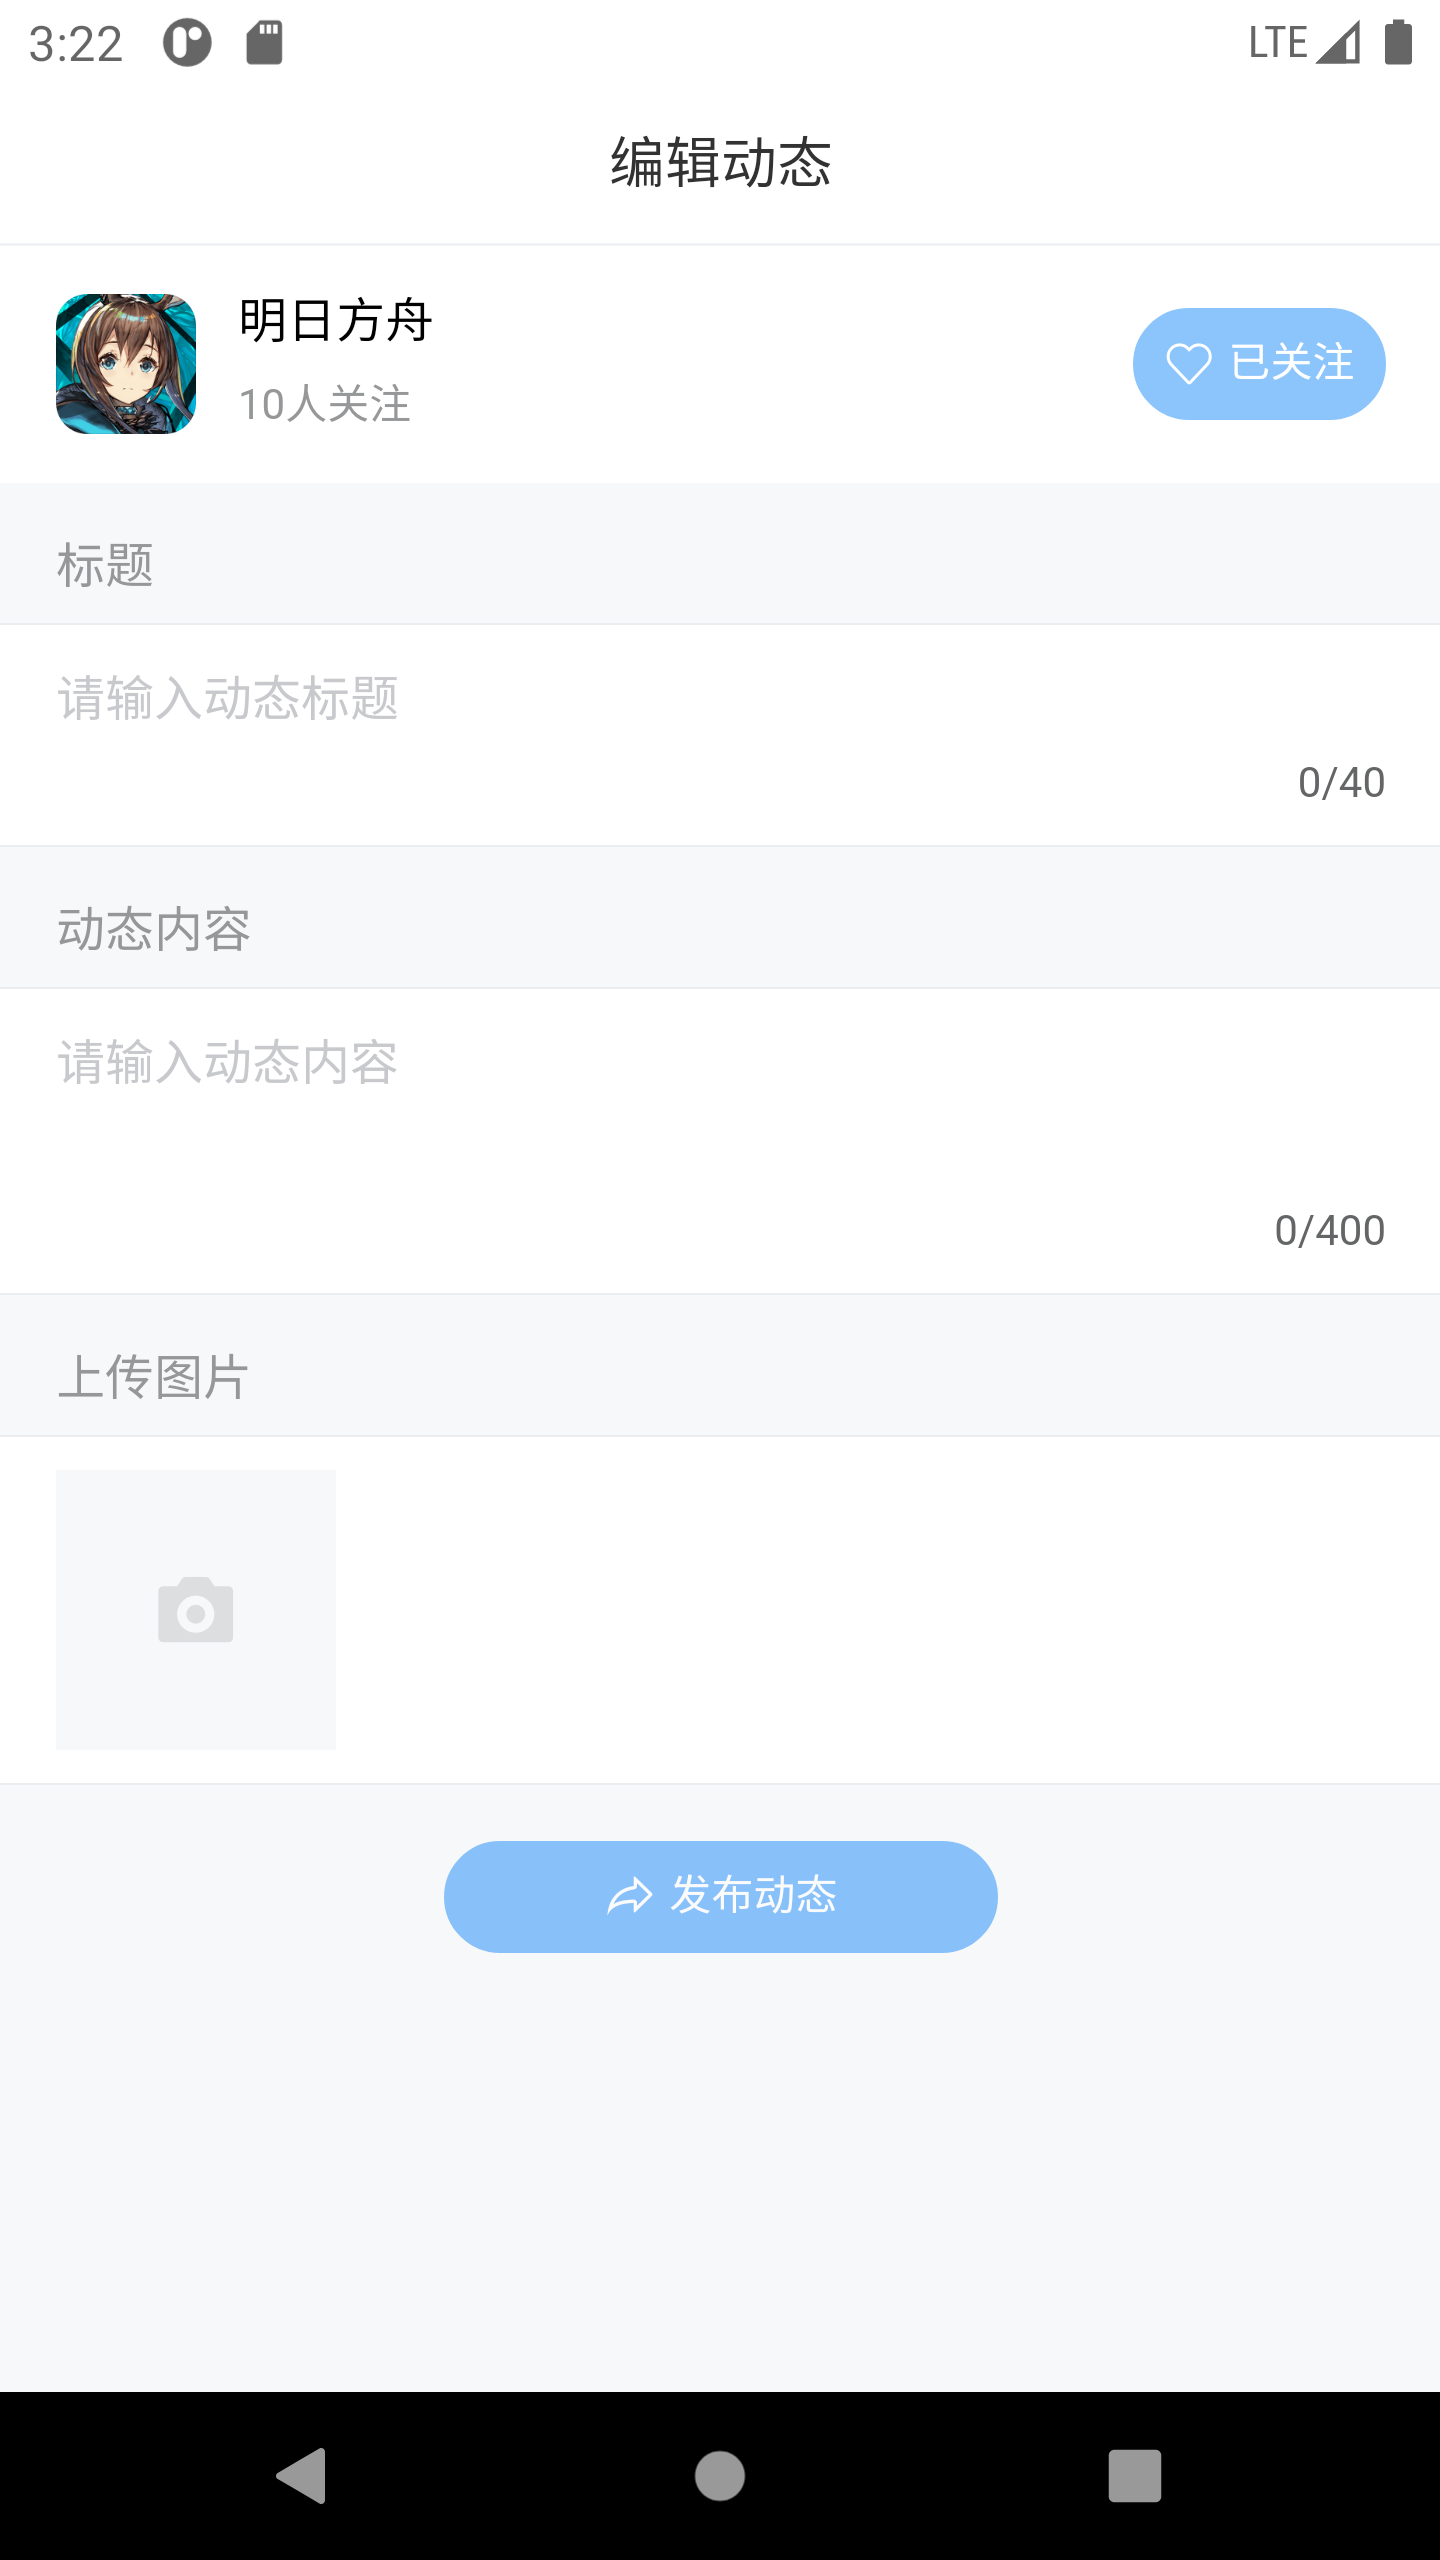 3:22
LTE
编辑动态
明日方舟
10人关注
已关注
标题
请输入动态标题
0/40
动态内容
请输入动态内容
0/400
上传图片
发布动态